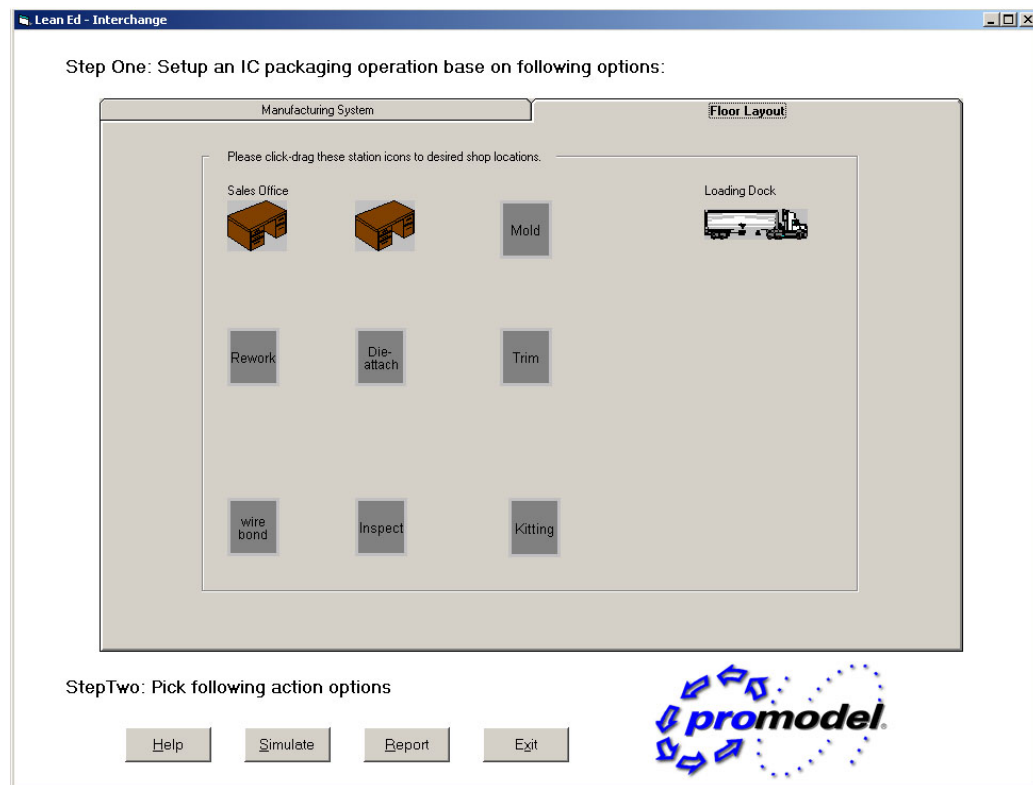 Lean Ed - Interchange
Step One: Setup an IC packaging operation base on following options:
Manufacturing System
Floor Layout
Please click-drag these station icons to desired shop locations.
Sales Office
Loading Dock
Mold
Rework
Die-
attach
Trim
wire
bond
Inspect
Kitting
StepTwo: Pick following action options
Help
Simulate
Report
Exit
promodel